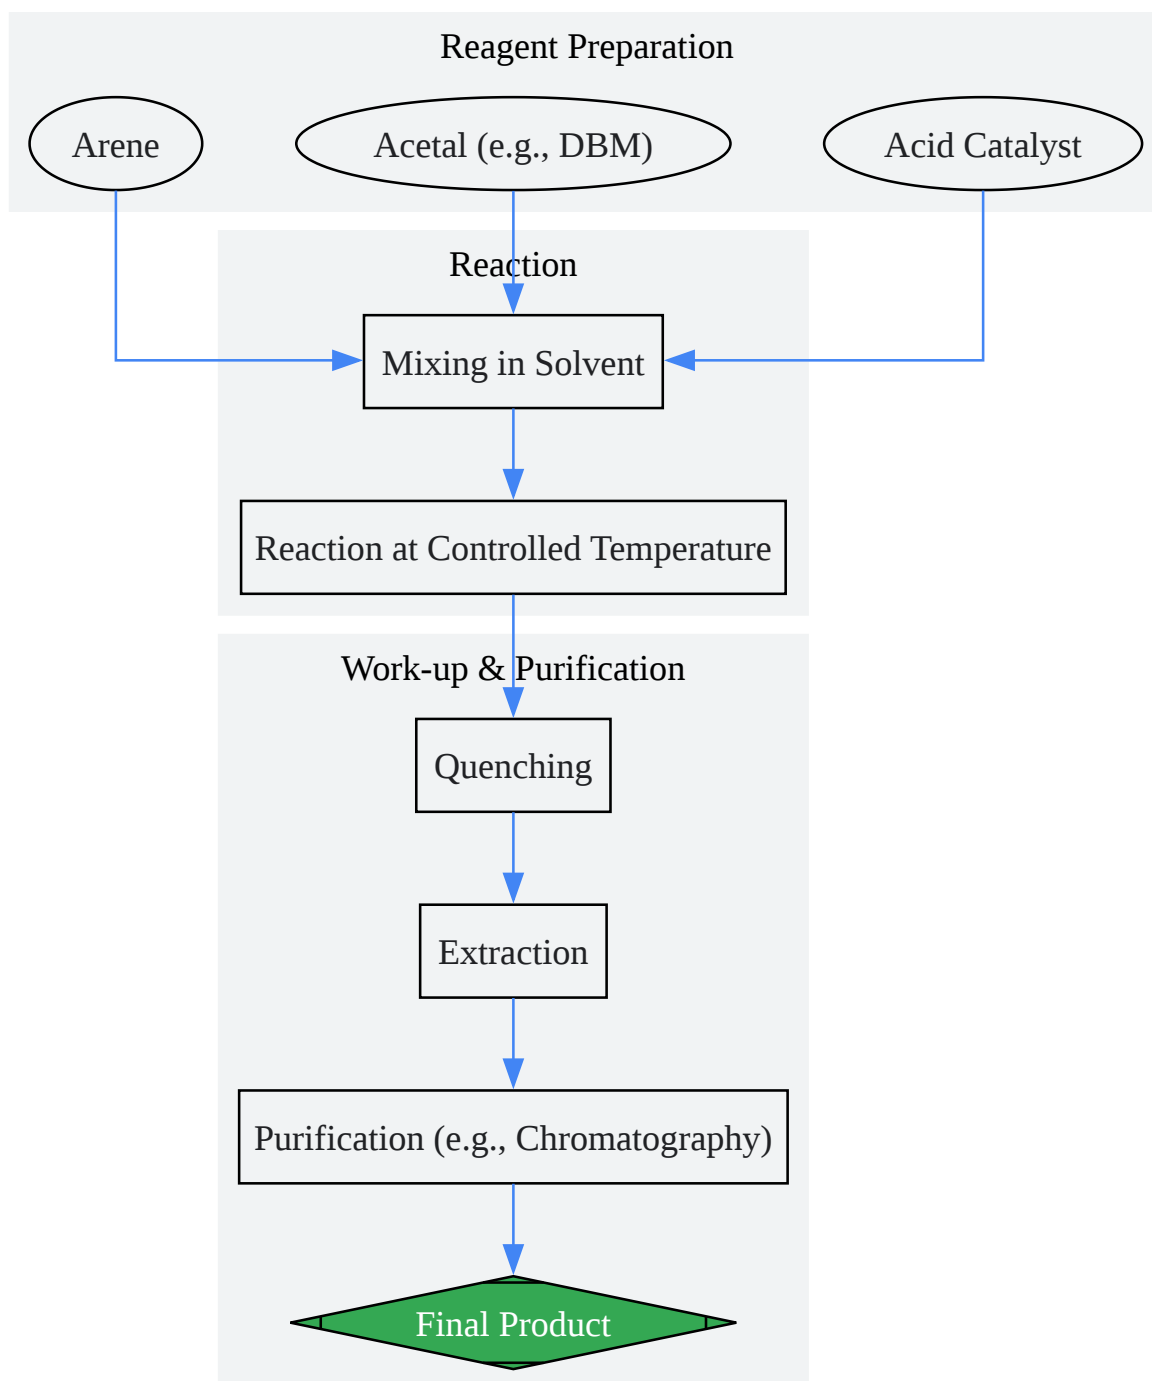 Reagent Preparation
Arene
Acetal (e.g., DBM)
Acid Catalyst
Reaction
Mixing in Solvent
Reaction at Controlled Temperature
Work-up & Purification
Quenching
Extraction
Purification (e.g., Chromatography)
Final Product